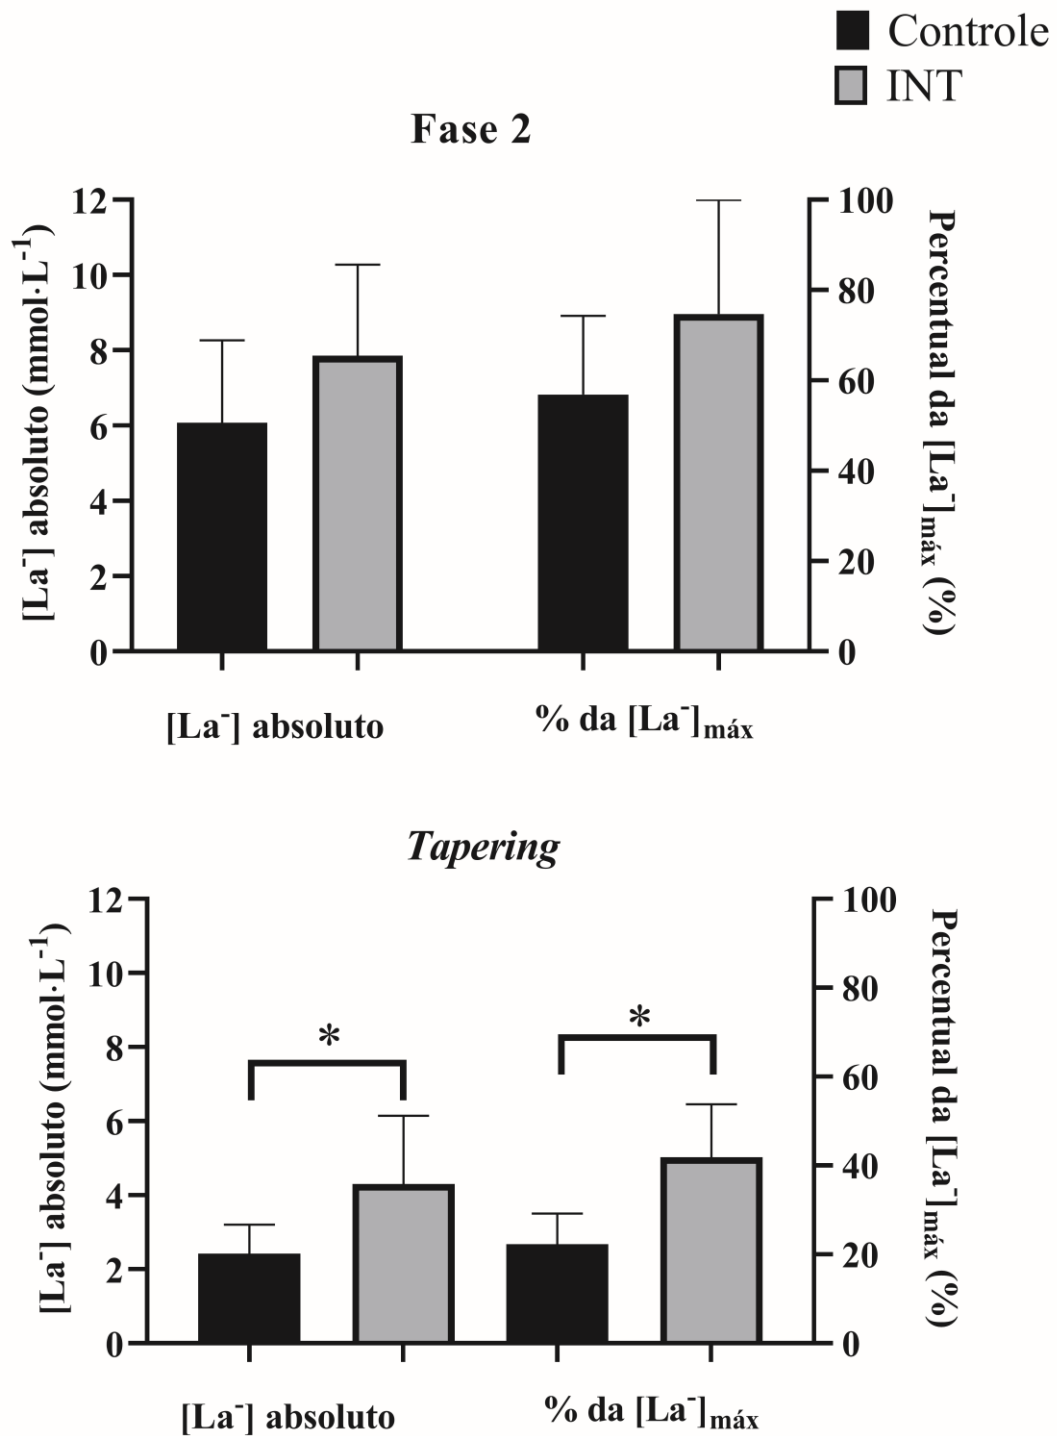 Controle
INT
Fase 2
[La⁻] absoluto (mmol·L⁻¹)
12
10
8
6
4
2
0
100
80
60
40
20
0
Percentual da [La⁻]máx (%)
[La⁻] absoluto
% da [La⁻]máx
Tapering
[La⁻] absoluto (mmol·L⁻¹)
12
10
8
6
4
2
0
*
*
100
80
60
40
20
0
Percentual da [La⁻]máx (%)
[La⁻] absoluto
% da [La⁻]máx